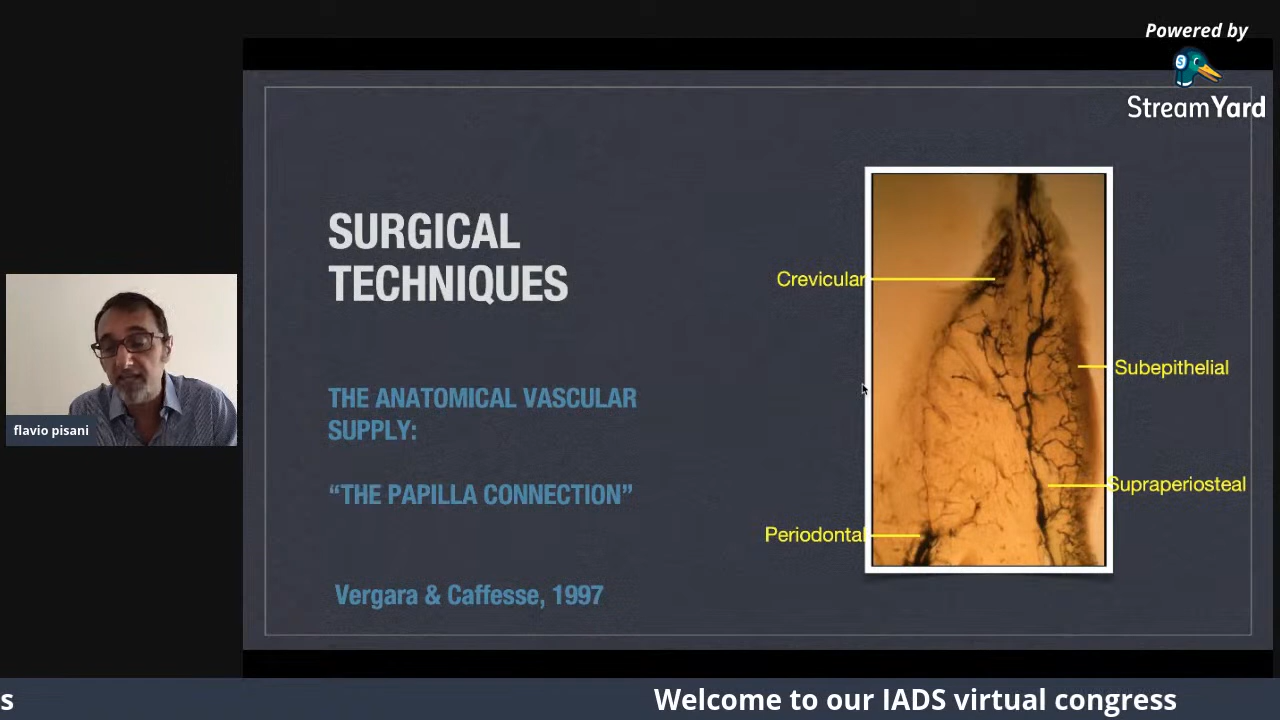 Powered by
StreamYard
SURGICAL
TECHNIQUES
THE ANATOMICAL VASCULAR
SUPPLY:
“THE PAPILLA CONNECTION”
Vergara & Caffesse, 1997
Crevicular
Subepithelial
Supraperiosteal
Periodontal
flavio pisani
s
Welcome to our IADS virtual congress